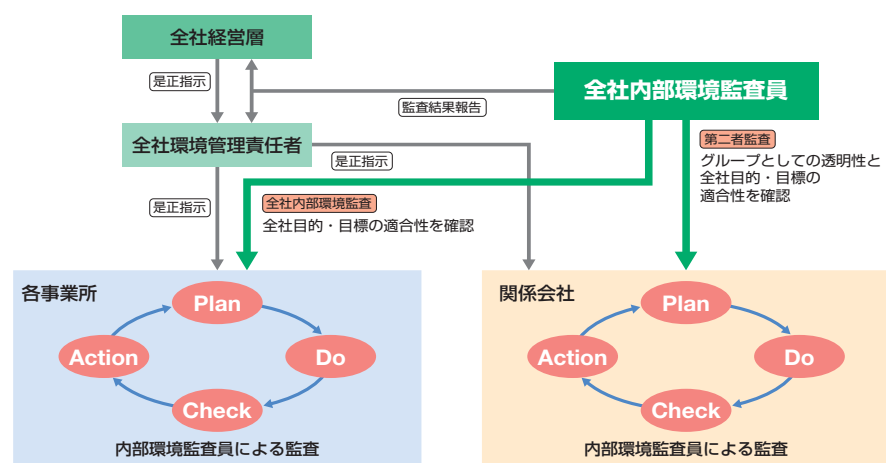 全社経営層
是正指示
監査結果報告
全社内部環境監査員
全社環境管理責任者
是正指示
第二者監査
グループとしての透明性と
全社目的・目標の
適合性を確認
是正指示
全社内部環境監査
全社目的・目標の適合性を確認
各事業所
Plan
Action
Do
Check
内部環境監査員による監査
関係会社
Plan
Action
Do
Check
内部環境監査員による監査